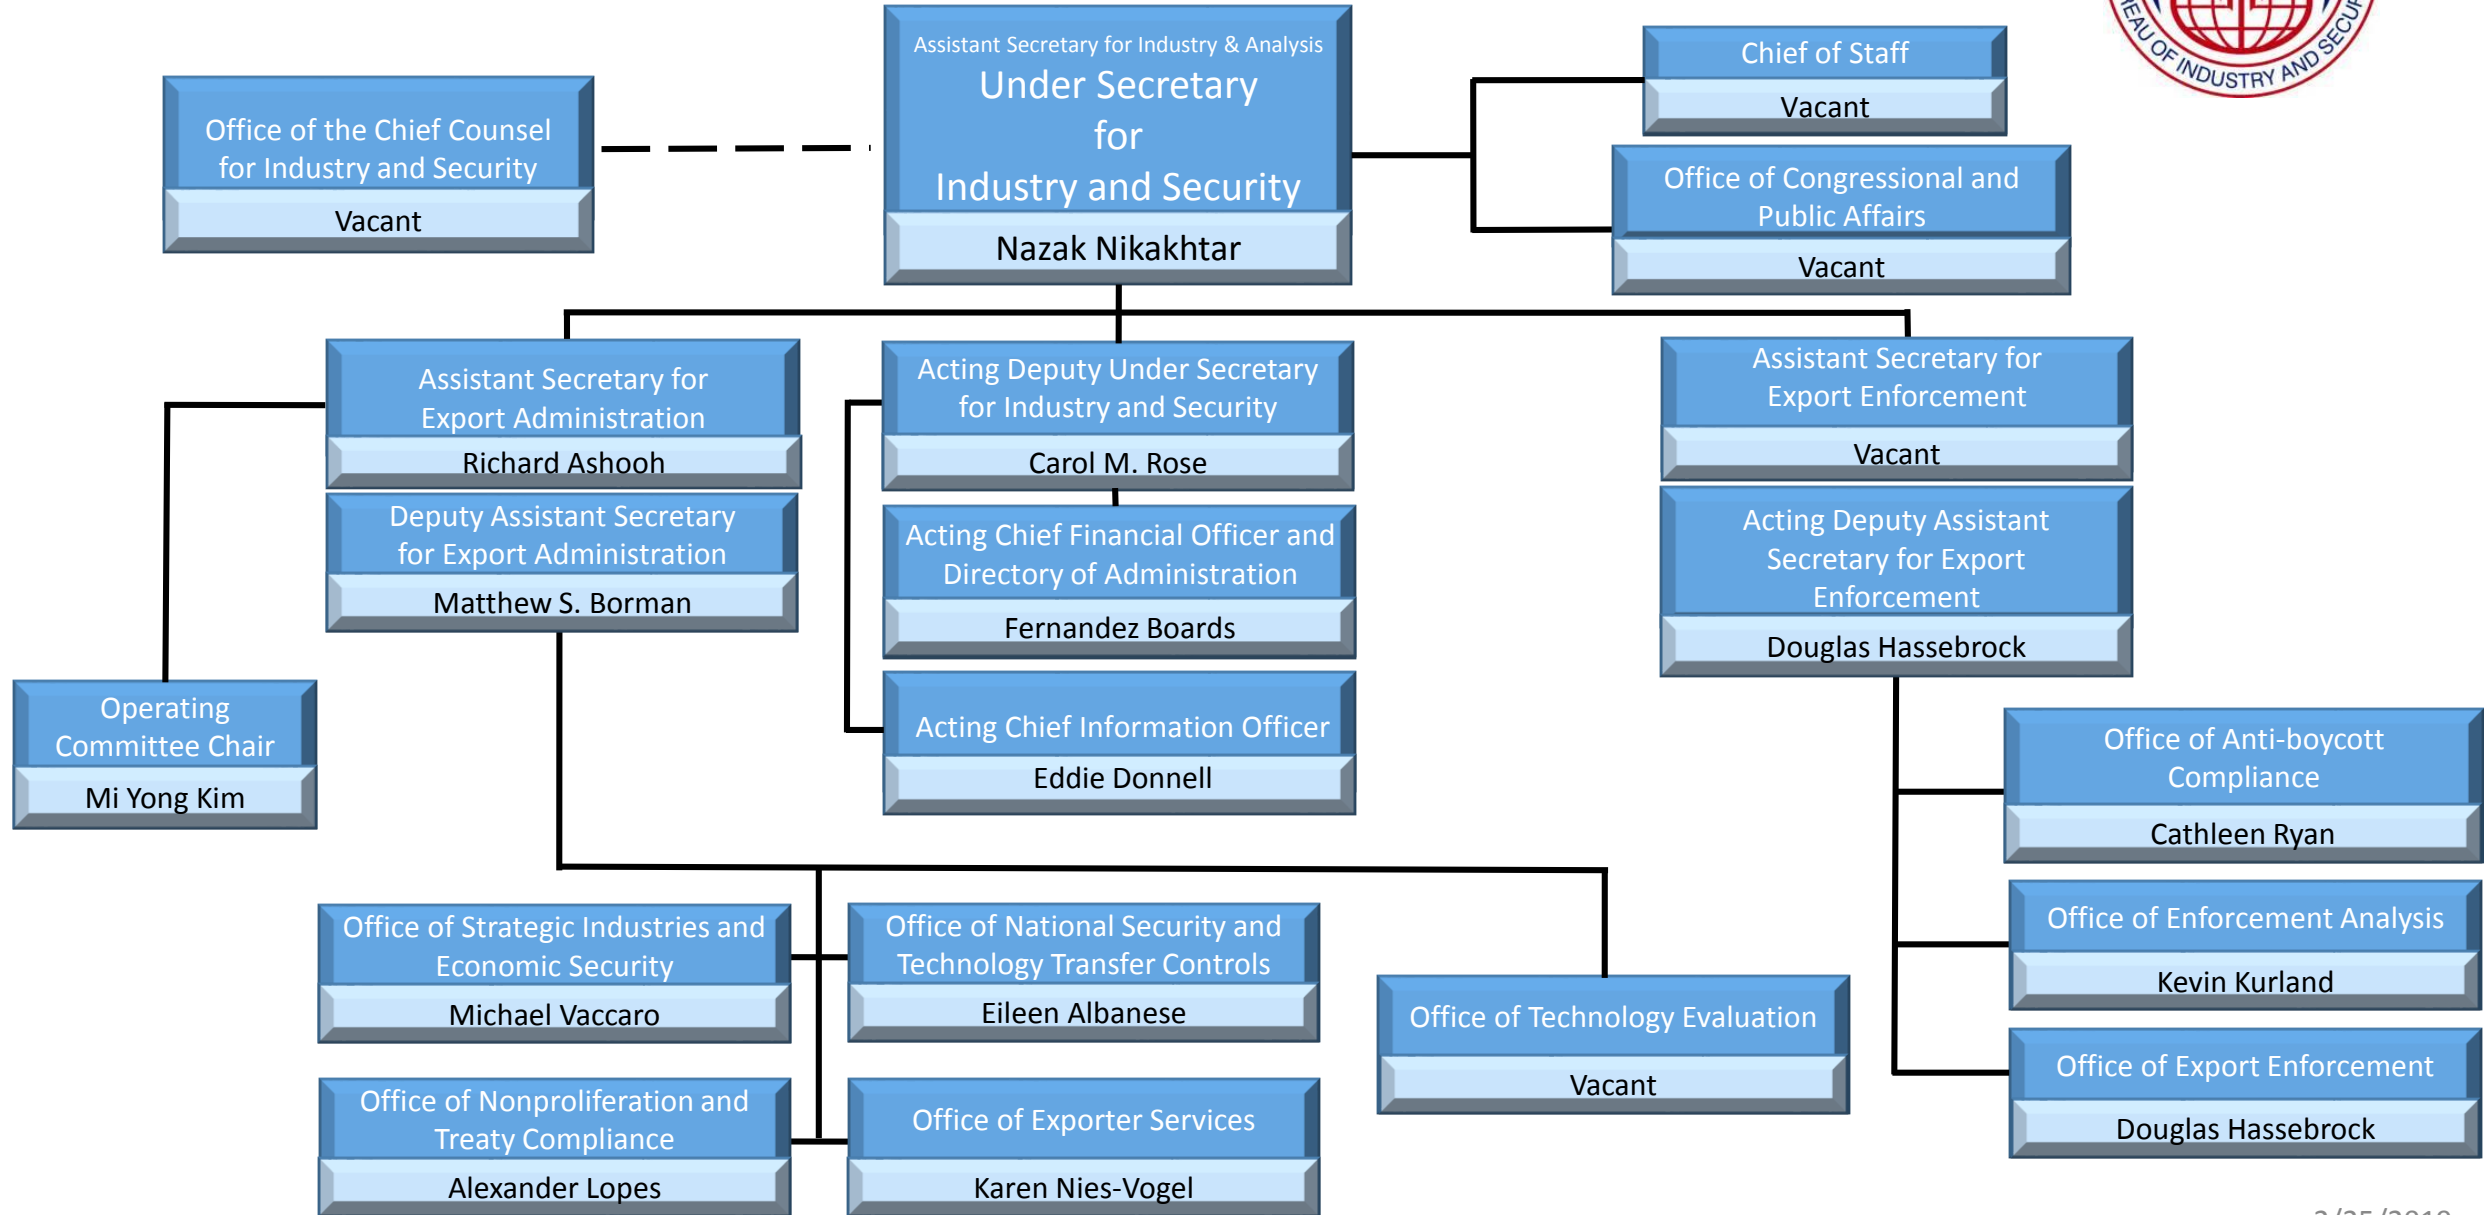 Assistant Secretary for Industry & Analysis
Under Secretary
for
Industry and Security
Nazak Nikakhtar
Chief of Staff
Vacant
OF INDUSTRY AND
Office of the Chief Counsel
for Industry and Security
Vacant
Office of Congressional and
Public Affairs
Vacant
Assistant Secretary for
Export Administration
Richard Ashooh
Deputy Assistant Secretary
for Export Administration
Matthew S. Borman
Acting Deputy Under Secretary
for Industry and Security
Carol M. Rose
Acting Chief Financial Officer and
Directory of Administration
Fernandez Boards
Acting Chief Information Officer
Eddie Donnell
Assistant Secretary for
Export Enforcement
Vacant
Acting Deputy Assistant
Secretary for Export
Enforcement
Douglas Hassebrock
Operating
Committee Chair
Mi Yong Kim
Office of Anti-boycott
Compliance
Cathleen Ryan
Office of Enforcement Analysis
Kevin Kurland
Office of Export Enforcement
Douglas Hassebrock
Office of Strategic Industries and
Economic Security
Michael Vaccaro
Office of National Security and
Technology Transfer Controls
Eileen Albanese
Office of Technology Evaluation
Vacant
Office of Nonproliferation and
Treaty Compliance
Alexander Lopes
Office of Exporter Services
Karen Nies-Vogel